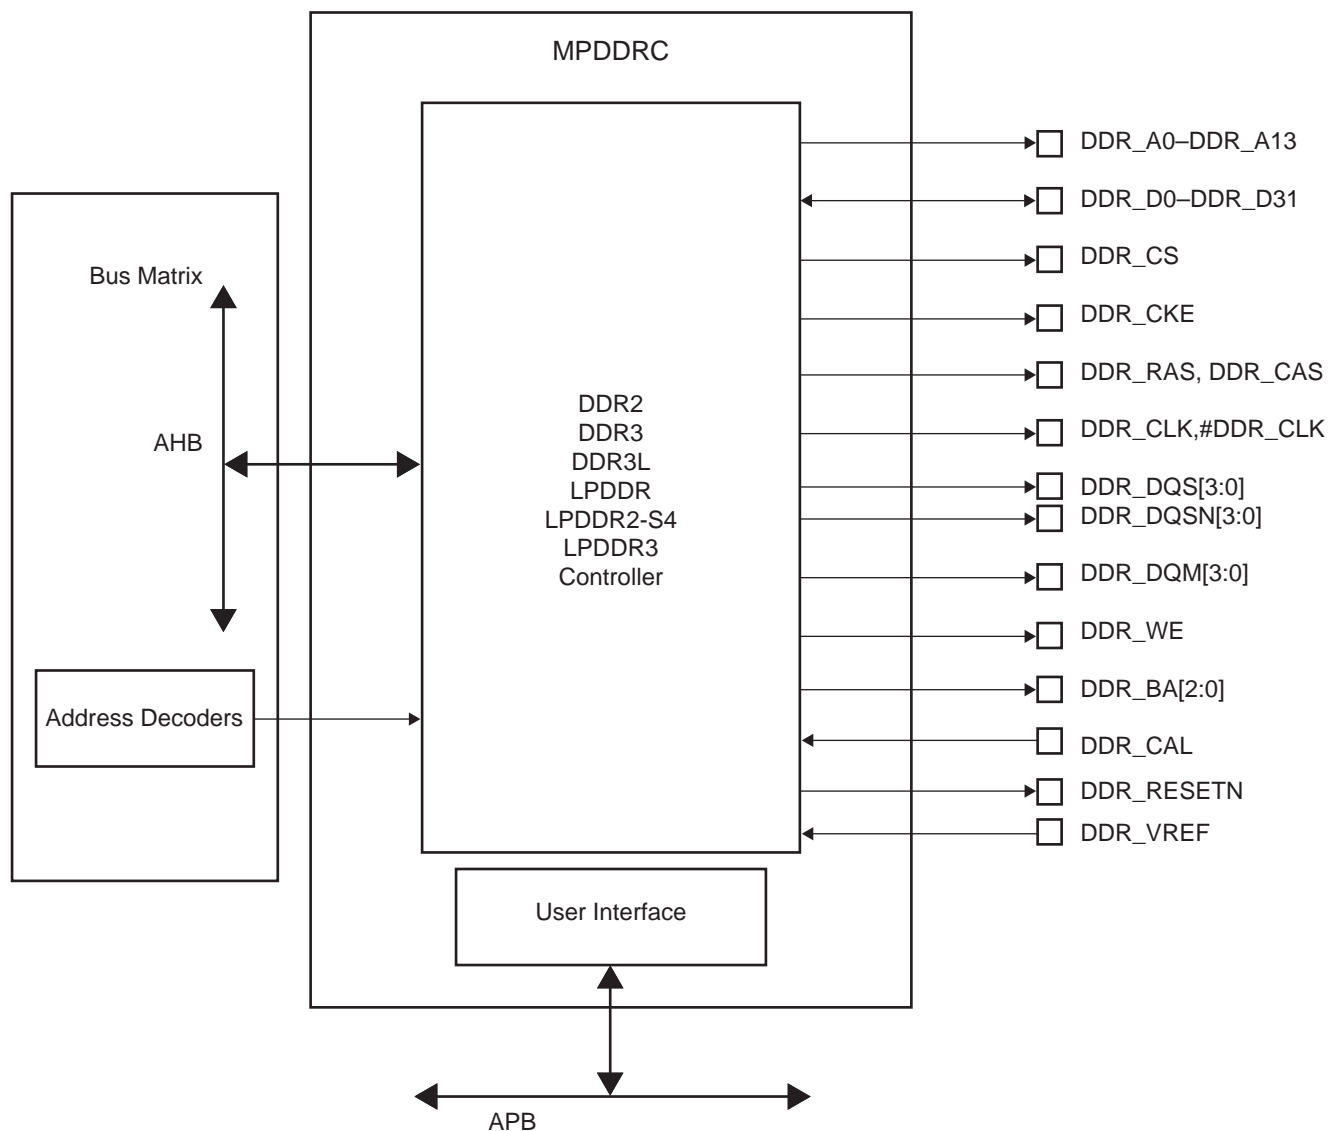 MPDDRC
Bus Matrix
AHB
Address Decoders
DDR2
DDR3
DDR3L
LPDDR
LPDDR2-S4
LPDDR3
Controller
User Interface
APB
DDR_A0–DDR_A13
DDR_D0–DDR_D31
DDR_CS
DDR_CKE
DDR_RAS, DDR_CAS
DDR_CLK,#DDR_CLK
DDR_DQS[3:0]
DDR_DQSN[3:0]
DDR_DQM[3:0]
DDR_WE
DDR_BA[2:0]
DDR_CAL
DDR_RESETN
DDR_VREF